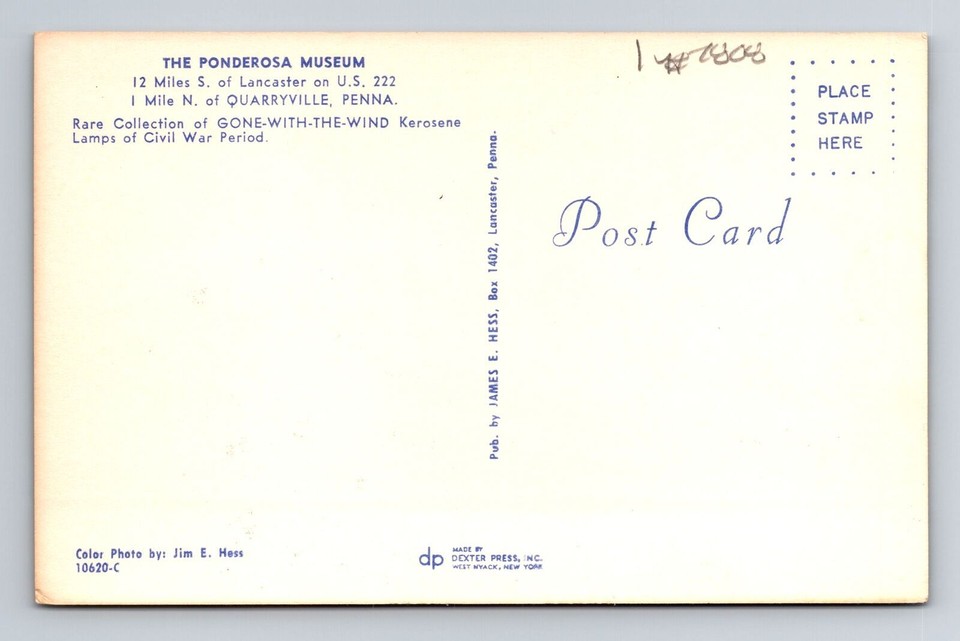 THE PONDEROSA MUSEUM
12 Miles S. of Lancaster on U.S. 222
1 Mile N. of QUARRYVILLE, PENNA.
Rare Collection of GONE-WITH-THE-WIND Kerosene
Lamps of Civil War Period.
Pub. by JAMES E. HESS, Box 1402, Lancaster, Penna.
1 #7808
PLACE
STAMP
HERE
Post Card
Color Photo by: Jim E. Hess
10620-C
dp
MADE BY
DEXTER PRESS, INC.
WEST NYACK, NEW YORK